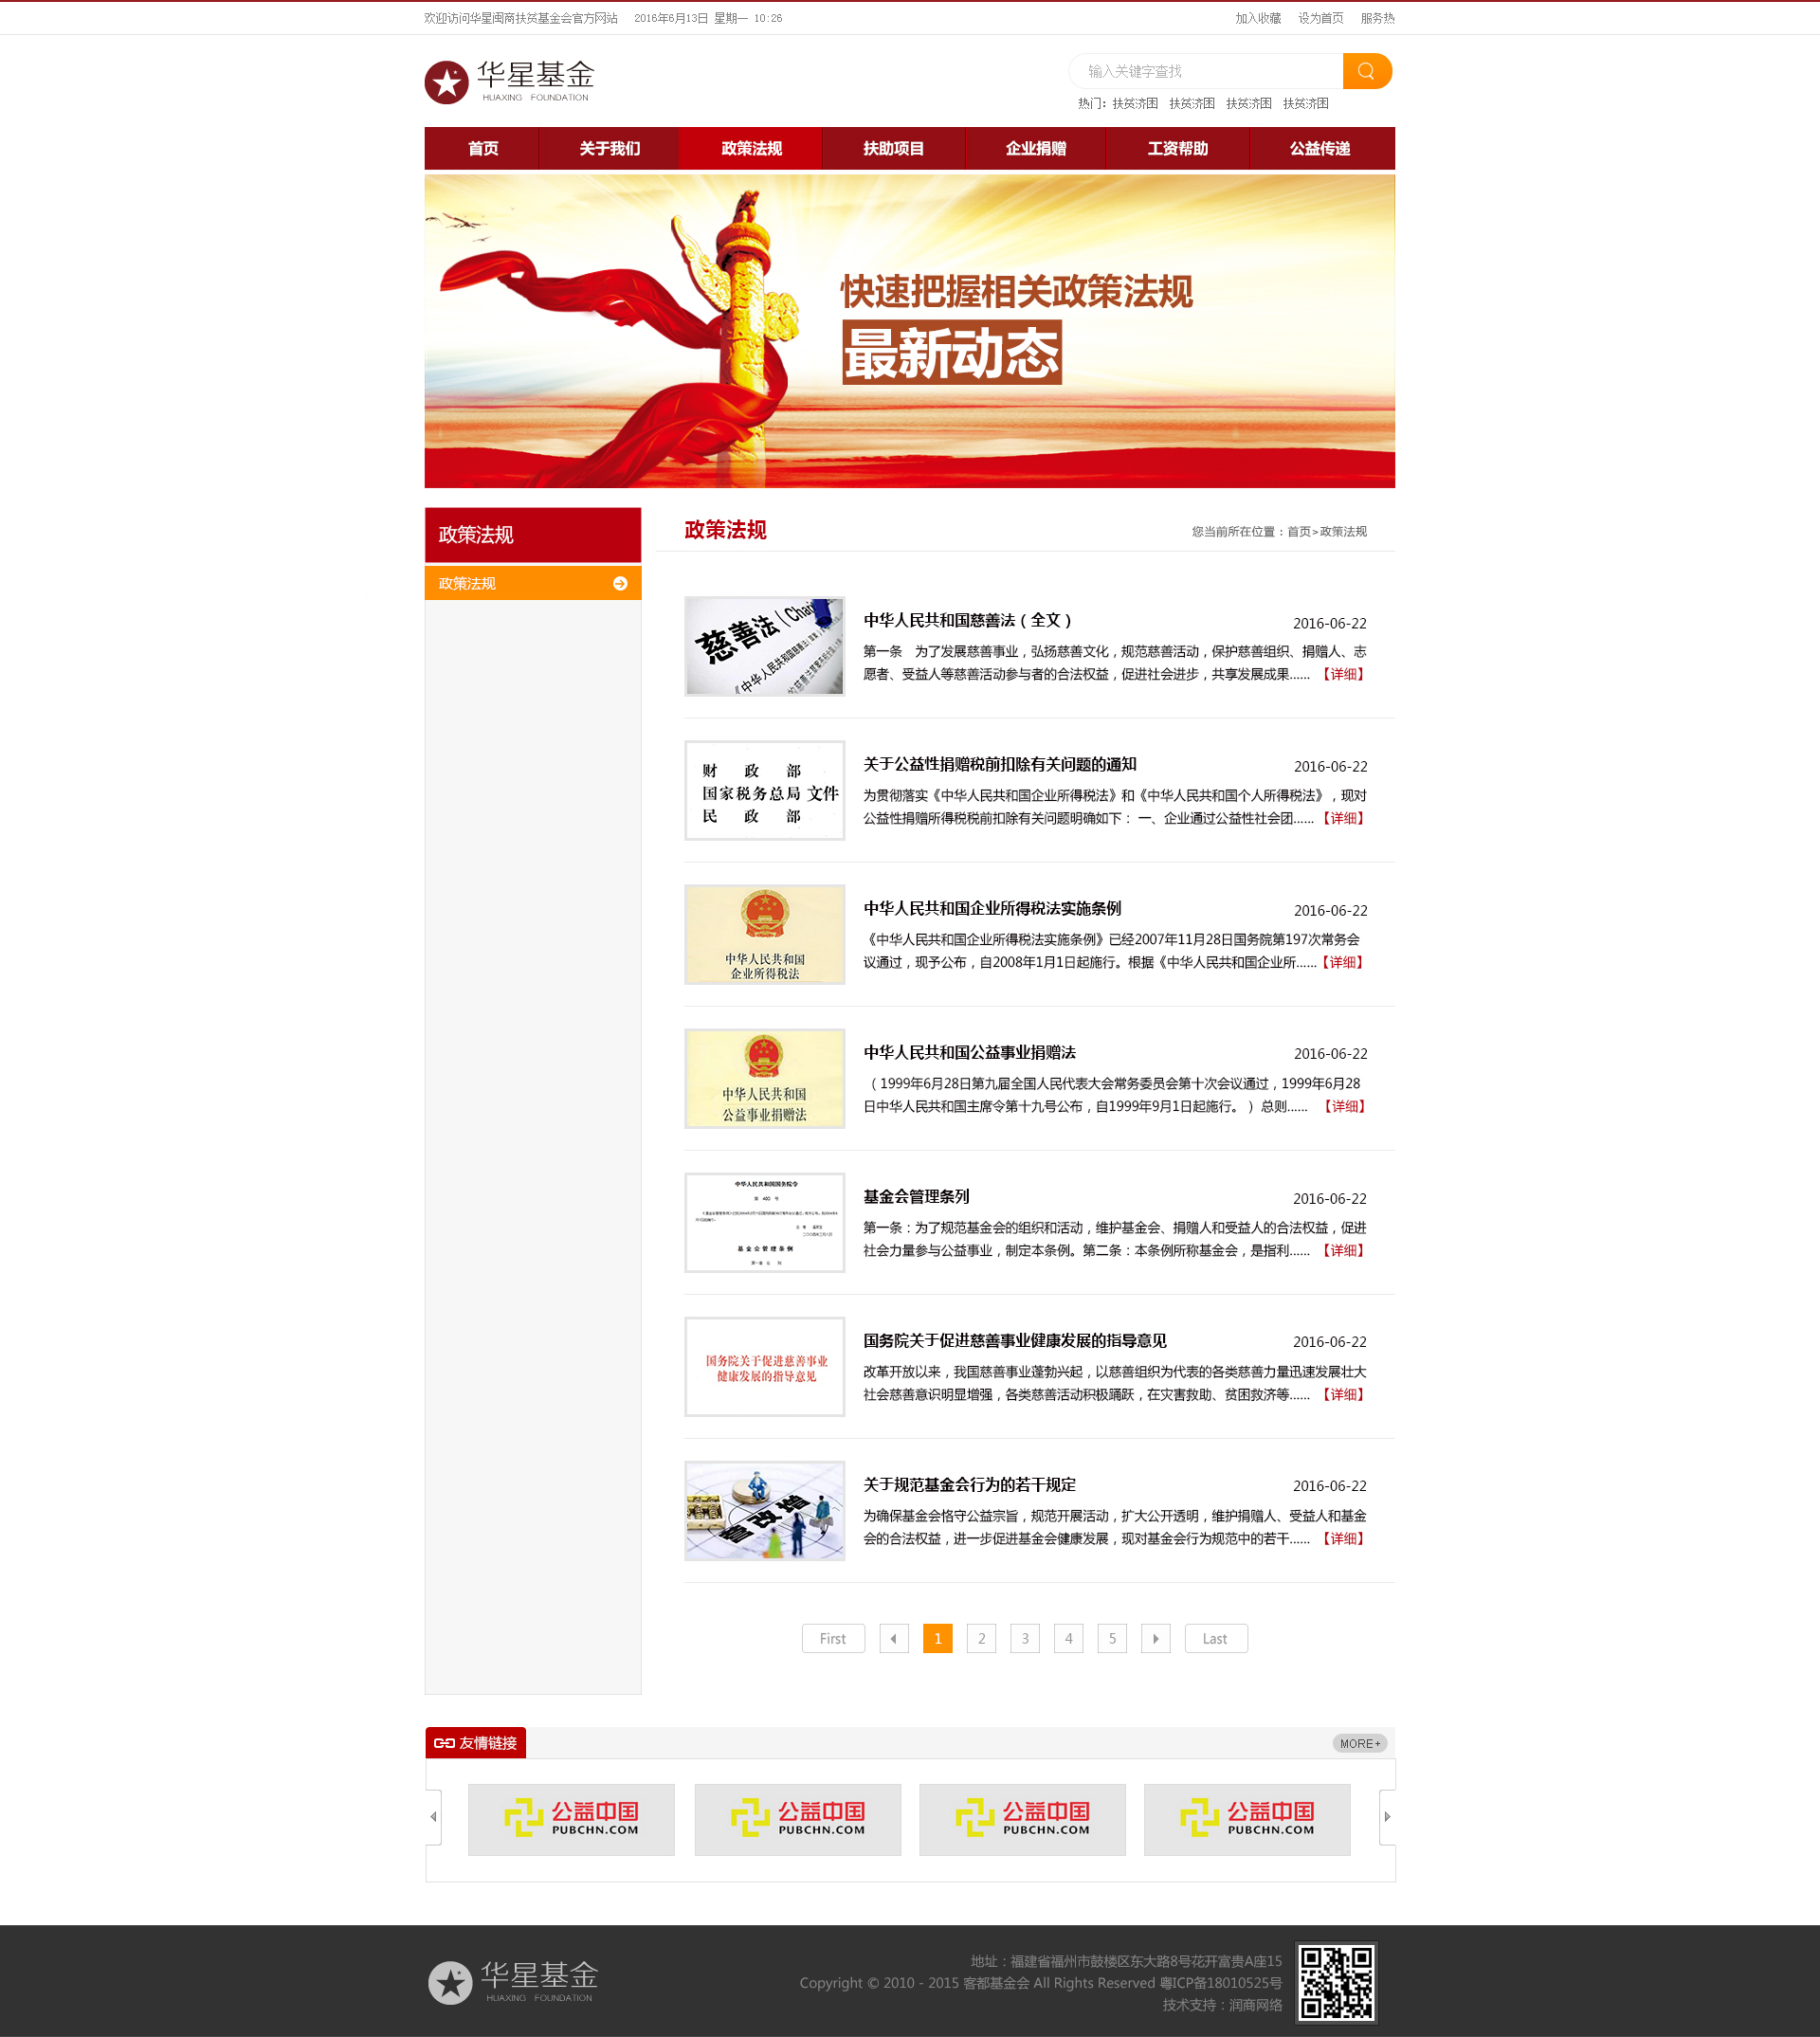 欢迎访问华星闽商扶贫基金会官方网站 2016年6月13日 星期一 10:26
加入收藏 设为首页 服务热
华星基金
HUAXING FOUNDATION
输入关键字查找
热门：扶贫济困 扶贫济困 扶贫济困 扶贫济困
首页 关于我们 政策法规 扶助项目 企业捐赠 工资帮助 公益传递
快速把握相关政策法规
最新动态
政策法规
政策法规
政策法规
您当前所在位置：首页>政策法规
慈善法（Chari
《中华人民共和国慈善法
中华人民共和国慈善法（全文）
2016-06-22
第一条 为了发展慈善事业，弘扬慈善文化，规范慈善活动，保护慈善组织、捐赠人、志
愿者、受益人等慈善活动参与者的合法权益，促进社会进步，共享发展成果......【详细】
财政部
国家税务总局 文件
民政部
关于公益性捐赠税前扣除有关问题的通知
2016-06-22
为贯彻落实《中华人民共和国企业所得税法》和《中华人民共和国个人所得税法》，现对
公益性捐赠所得税税前扣除有关问题明确如下： 一、企业通过公益性社会团......【详细】
中华人民共和国
企业所得税法
中华人民共和国企业所得税法实施条例
2016-06-22
《中华人民共和国企业所得税法实施条例》已经2007年11月28日国务院第197次常务会
议通过，现予公布，自2008年1月1日起施行。根据《中华人民共和国企业所......【详细】
中华人民共和国
公益事业捐赠法
中华人民共和国公益事业捐赠法
2016-06-22
（ 1999年6月28日第九届全国人民代表大会常务委员会第十次会议通过，1999年6月28
日中华人民共和国主席令第十九号公布，自1999年9月1日起施行。 ）总则......【详细】
中华人民共和国国务院令
第 400 号
基金会管理条例
基金会管理条列
2016-06-22
第一条：为了规范基金会的组织和活动，维护基金会、捐赠人和受益人的合法权益，促进
社会力量参与公益事业，制定本条例。第二条：本条例所称基金会，是指利......【详细】
国务院关于促进慈善事业
健康发展的指导意见
国务院关于促进慈善事业健康发展的指导意见
2016-06-22
改革开放以来，我国慈善事业蓬勃兴起，以慈善组织为代表的各类慈善力量迅速发展壮大
社会慈善意识明显增强，各类慈善活动积极踊跃，在灾害救助、贫困救济等......【详细】
营改增
关于规范基金会行为的若干规定
2016-06-22
为确保基金会恪守公益宗旨，规范开展活动，扩大公开透明，维护捐赠人、受益人和基金
会的合法权益，进一步促进基金会健康发展，现对基金会行为规范中的若干......【详细】
First 1 2 3 4 5 Last
友情链接
MORE+
公益中国 公益中国 公益中国 公益中国
PUBCHN.COM PUBCHN.COM PUBCHN.COM PUBCHN.COM
华星基金
HUAXING FOUNDATION
地址：福建省福州市鼓楼区东大路8号花开富贵A座15
Copyright © 2010 - 2015 客都基金会 All Rights Reserved 粤ICP备18010525号
技术支持：润商网络